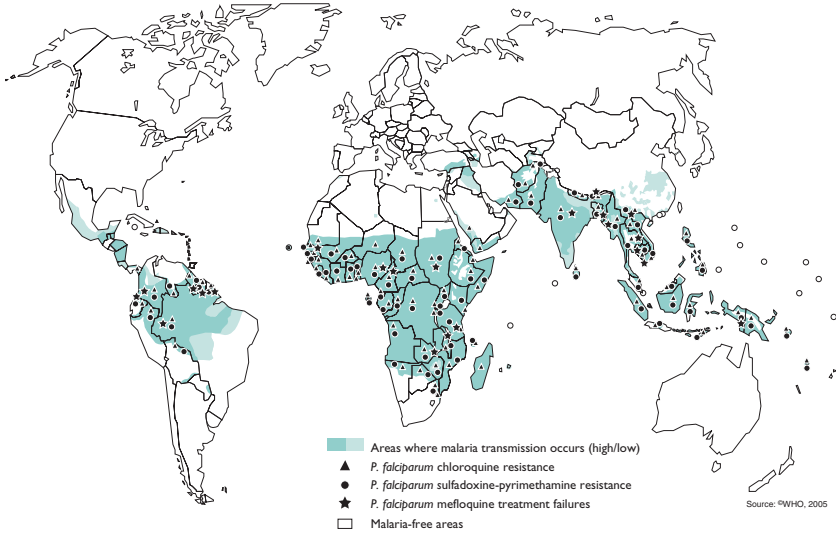 Areas where malaria transmission occurs (high/low)
P. falciparum chloroquine resistance
P. falciparum sulfadoxine-pyrimethamine resistance
P. falciparum mefloquine treatment failures
Source: ©WHO, 2005
Malaria-free areas